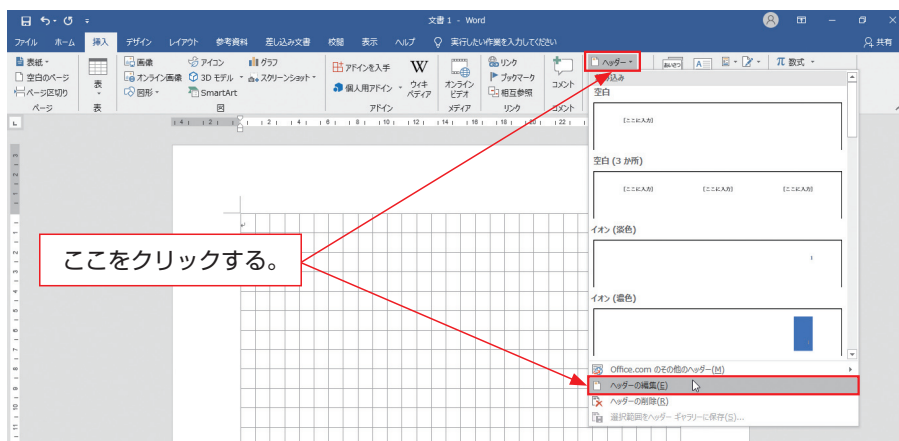 文書 1 - Word
ファイル ホーム 挿入 デザイン レイアウト 参考資料 差し込み文書 校閲 表示 ヘルプ 実行したい作業を入力してください 共有
表紙
空白のページ
ページ区切り
ページ
表
表
画像
オンライン画像
図形
アイコン
3D モデル
SmartArt
グラフ
スクリーンショット
図
アドインを入手
個人用アドイン
W
ウィキ
ペディア
アドイン
オンライン
ビデオ
メディア
リンク
ブックマーク
相互参照
リンク
コメント
コメント
ヘッダー
π 数式
空白
[ここに入力]
空白 (3 か所)
[ここに入力] [ここに入力] [ここに入力]
イオン (淡色)
イオン (濃色)
ここをクリックする。
Office.com のその他のヘッダー(M)
ヘッダーの編集(E)
ヘッダーの削除(R)
選択範囲をヘッダー ギャラリーに保存(S)...